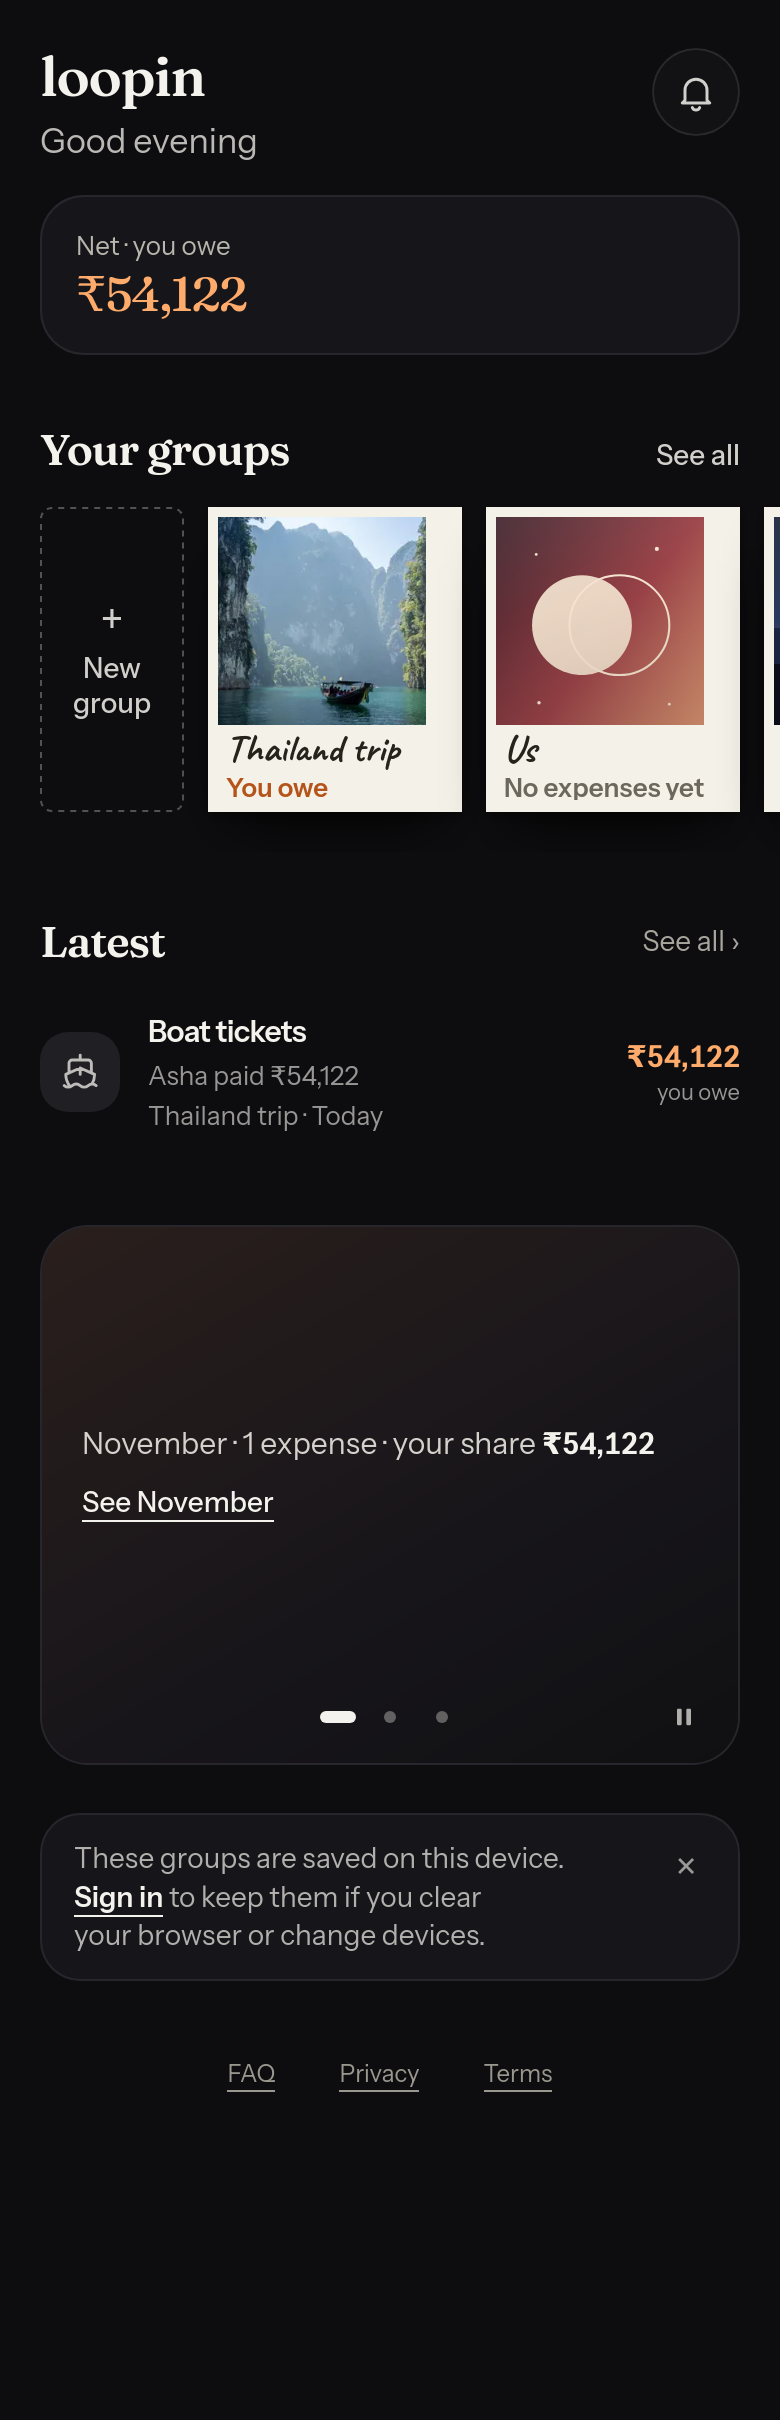 loopin
Good evening
Net · you owe
₹54,122
Your groups
See all
+
New
group
Thailand trip
You owe
Us
No expenses yet
Latest
See all ›
Boat tickets
Asha paid ₹54,122
Thailand trip · Today
₹54,122
you owe
November · 1 expense · your share ₹54,122
See November
These groups are saved on this device.
Sign in to keep them if you clear
your browser or change devices.
FAQ
Privacy
Terms